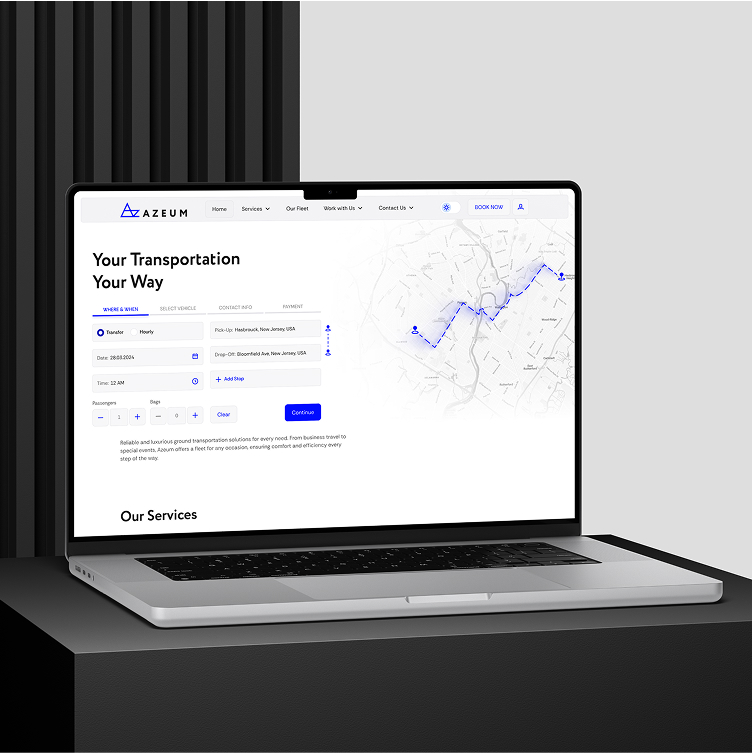 AZEUM
Home
Services
Our Fleet
Work with Us
Contact Us
BOOK NOW
Your Transportation
Your Way
WHERE & WHEN
SELECT VEHICLE
CONTACT INFO
PAYMENT
Transfer
Hourly
Pick-Up: Hasbrouck, New Jersey, USA
Date: 28.03.2024
Drop-Off: Bloomfield Ave, New Jersey, USA
Time: 12 AM
+ Add Stop
Passengers
Bags
− 1 +
− 0 +
Clear
Continue
Reliable and luxurious ground transportation solutions for every need. From business travel to
special events, Azeum offers a fleet for any occasion, ensuring comfort and efficiency every
step of the way.
Our Services